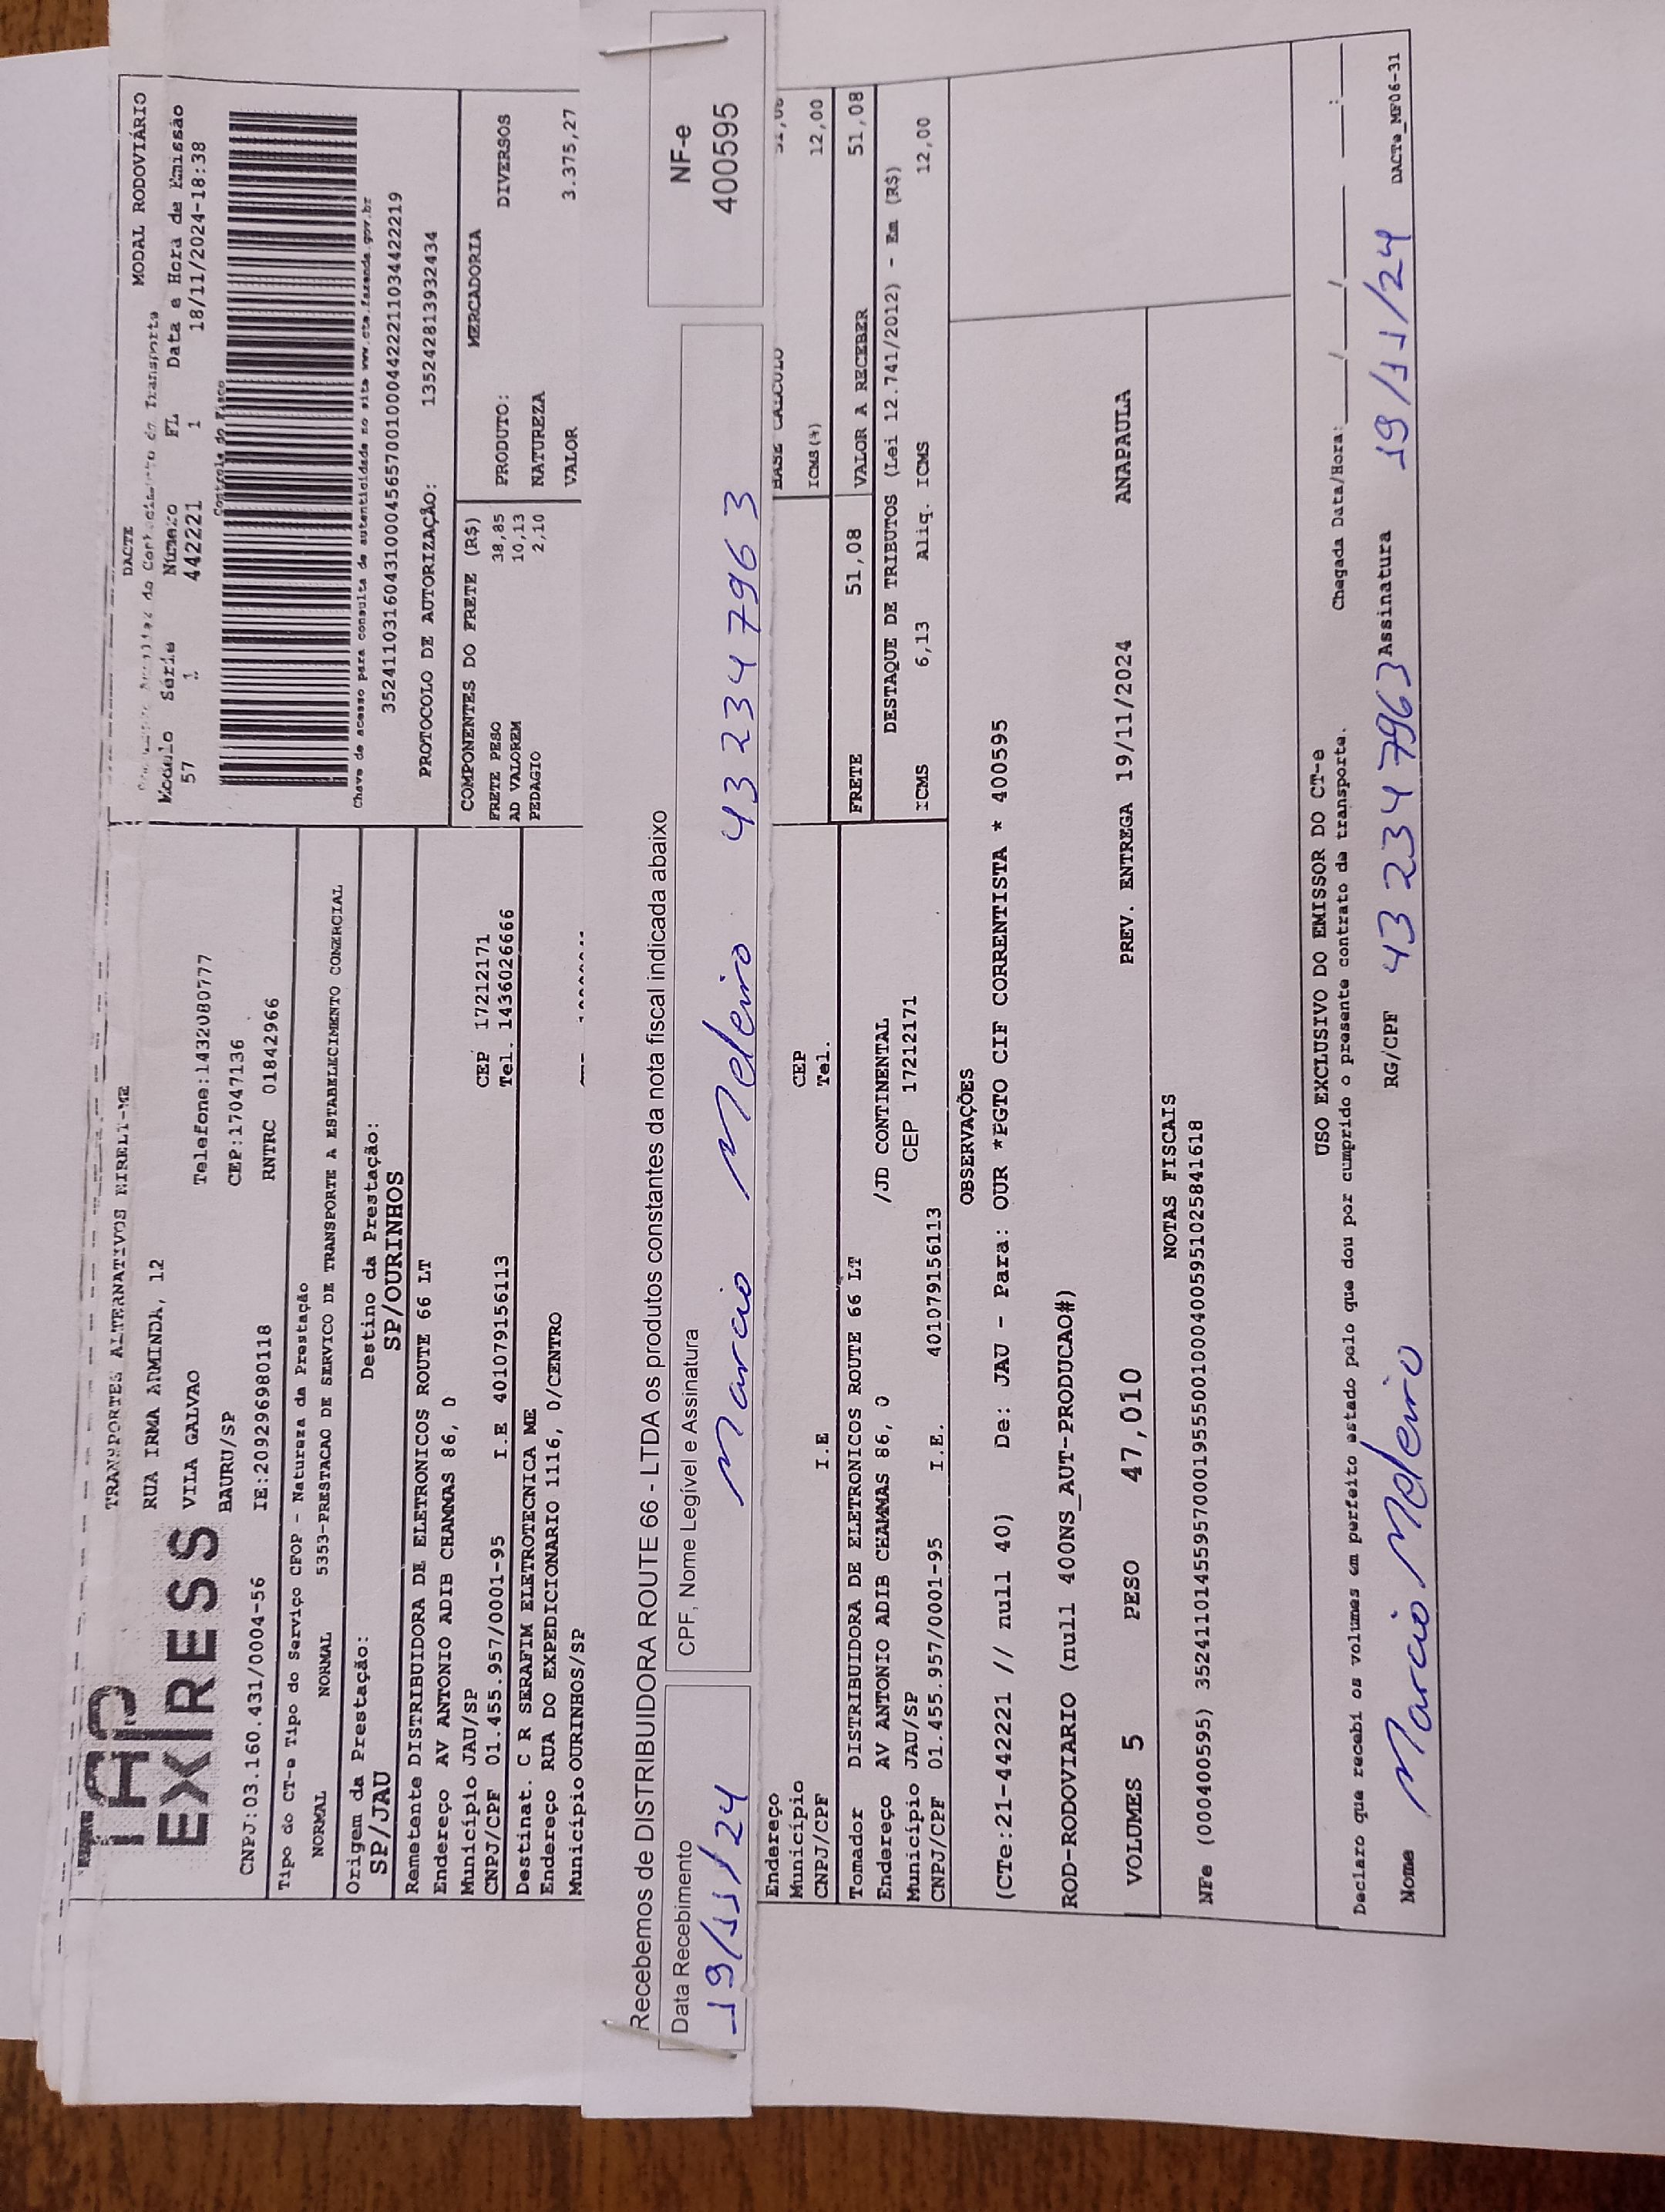 TAP
EXPRESS
TRANSPORTES ALTERNATIVOS EIRELI-ME
RUA IRMA ARMINDA, 12
VILA GALVAO Telefone:1432080777
BAURU/SP CEP:17047136
CNPJ:03.160.431/0004-56 IE:209296980118 RNTRC 01842966
DACTE MODAL RODOVIÁRIO
Modelo Série Número FL Data e Hora de Emissão
57 1 442221 1 18/11/2024-18:38
Controle do Fisco
Chave de acesso para consulta de autenticidade no site www.cte.fazenda.gov.br
35241103160431000456570010004422211034422219
PROTOCOLO DE AUTORIZAÇÃO: 135242813932434
Tipo do CT-e Tipo do Serviço CFOP - Natureza da Prestação
NORMAL NORMAL 5353-PRESTACAO DE SERVICO DE TRANSPORTE A ESTABELECIMENTO COMERCIAL
Origem da Prestação: Destino da Prestação:
SP/JAU SP/OURINHOS
Remetente DISTRIBUIDORA DE ELETRONICOS ROUTE 66 LT
Endereço AV ANTONIO ADIB CHAMMAS 86, 0
Município JAU/SP CEP 17212171
CNPJ/CPF 01.455.957/0001-95 I.E 401079156113 Tel. 1436026666
Destinat. C R SERAFIM ELETROTECNICA ME
Endereço RUA DO EXPEDICIONARIO 1116, 0/CENTRO
Município OURINHOS/SP
COMPONENTES DO FRETE (R$) MERCADORIA
FRETE PESO 38,85 PRODUTO: DIVERSOS
AD VALOREM 10,13
PEDAGIO 2,10 NATUREZA
VALOR 3.375,27
Recebemos de DISTRIBUIDORA ROUTE 66 - LTDA os produtos constantes da nota fiscal indicada abaixo
Data Recebimento CPF, Nome Legível e Assinatura NF-e
19/11/24 Marcio Meleiro 43 234 796 3 400595
Endereço BASE CALCULO
Município CEP
CNPJ/CPF I.E Tel. ICMS(%) 12,00
Tomador DISTRIBUIDORA DE ELETRONICOS ROUTE 66 LT FRETE 51,08 VALOR A RECEBER 51,08
Endereço AV ANTONIO ADIB CHAMMAS 86, 0 /JD CONTINENTAL DESTAQUE DE TRIBUTOS (Lei 12.741/2012) - Em (R$)
Município JAU/SP CEP 17212171 ICMS 6,13 Aliq. ICMS 12,00
CNPJ/CPF 01.455.957/0001-95 I.E. 401079156113
OBSERVAÇÕES
(CTe:21-442221 // null 40) De: JAU - Para: OUR *PGTO CIF CORRENTISTA * 400595
ROD-RODOVIARIO (null 400NS_AUT-PRODUCAO#)
VOLUMES 5 PESO 47,010 PREV. ENTREGA 19/11/2024 ANAPAULA
NOTAS FISCAIS
NFe (000400595) 35241101455957000195550010004005951025841618
USO EXCLUSIVO DO EMISSOR DO CT-e
Declaro que recebi os volumes em perfeito estado pelo que dou por cumprido o presente contrato de transporte. Chegada Data/Hora:____/____/____ ___:___
Nome Marcio Meleiro RG/CPF 43 234 7963 Assinatura 19/11/24 DACTe_MF06-31